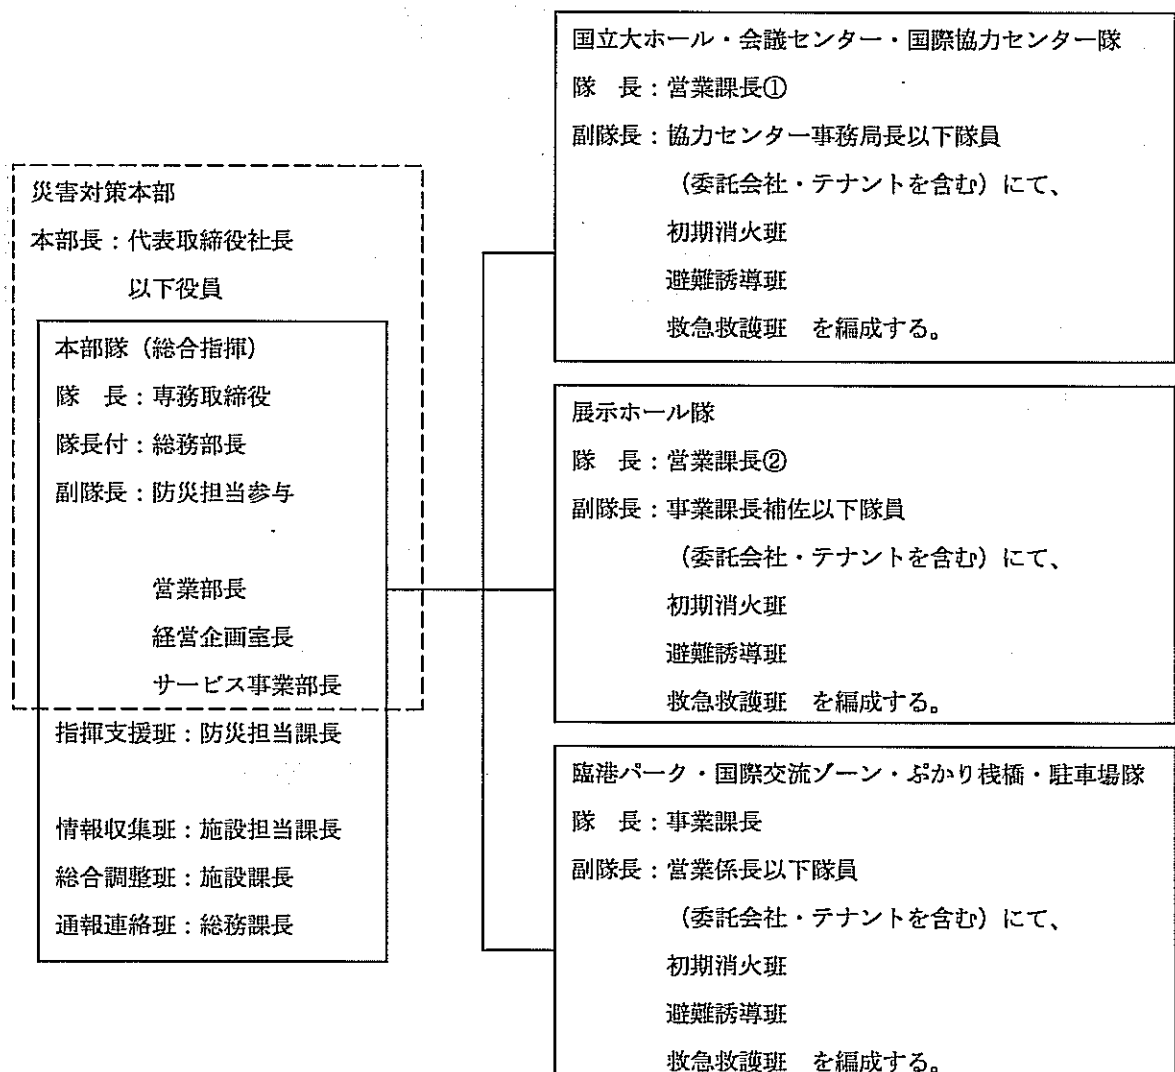 災害対策本部
本部長：代表取締役社長
以下役員
本部隊（総合指揮）
隊　長：専務取締役
隊長付：総務部長
副隊長：防災担当参与
営業部長
経営企画室長
サービス事業部長
指揮支援班：防災担当課長
情報収集班：施設担当課長
総合調整班：施設課長
通報連絡班：総務課長
国立大ホール・会議センター・国際協力センター隊
隊　長：営業課長①
副隊長：協力センター事務局長以下隊員
（委託会社・テナントを含む）にて、
初期消火班
避難誘導班
救急救護班　を編成する。
展示ホール隊
隊　長：営業課長②
副隊長：事業課長補佐以下隊員
（委託会社・テナントを含む）にて、
初期消火班
避難誘導班
救急救護班　を編成する。
臨港パーク・国際交流ゾーン・ぷかり桟橋・駐車場隊
隊　長：事業課長
副隊長：営業係長以下隊員
（委託会社・テナントを含む）にて、
初期消火班
避難誘導班
救急救護班　を編成する。